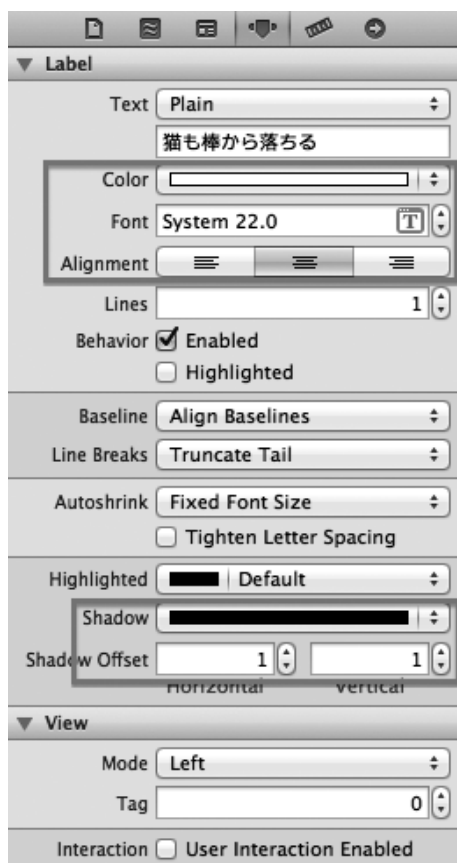 Label
Text Plain
猫も棒から落ちる
Color
Font System 22.0 T
Alignment
Lines 1
Behavior Enabled
Highlighted
Baseline Align Baselines
Line Breaks Truncate Tail
Autoshrink Fixed Font Size
Tighten Letter Spacing
Highlighted Default
Shadow
Shadow Offset 1 1
Horizontal Vertical
View
Mode Left
Tag 0
Interaction User Interaction Enabled